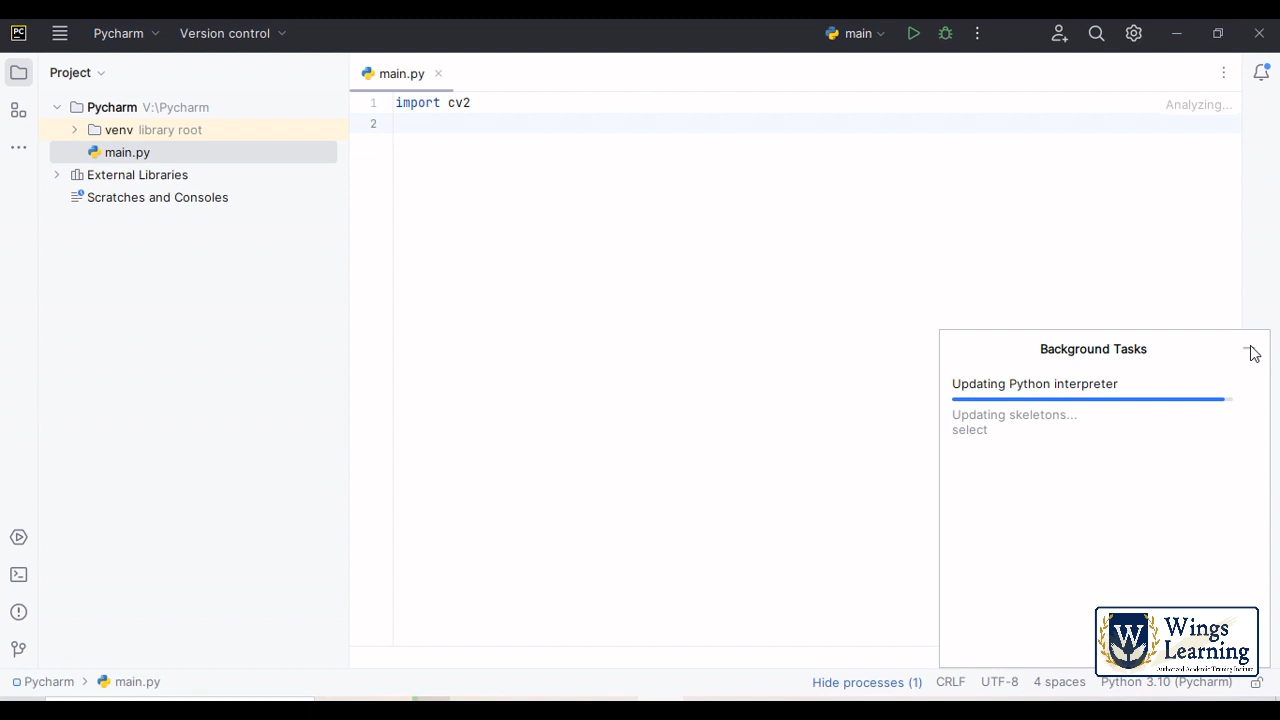 PC
Pycharm
Version control
main
Project
main.py
Pycharm V:\Pycharm
venv library root
main.py
External Libraries
Scratches and Consoles
1 import cv2
2
Analyzing...
Background Tasks
Updating Python interpreter
Updating skeletons...
select
W
Wings
Learning
Pycharm > main.py
Hide processes (1)
CRLF
UTF-8
4 spaces
Python 3.10 (Pycharm)